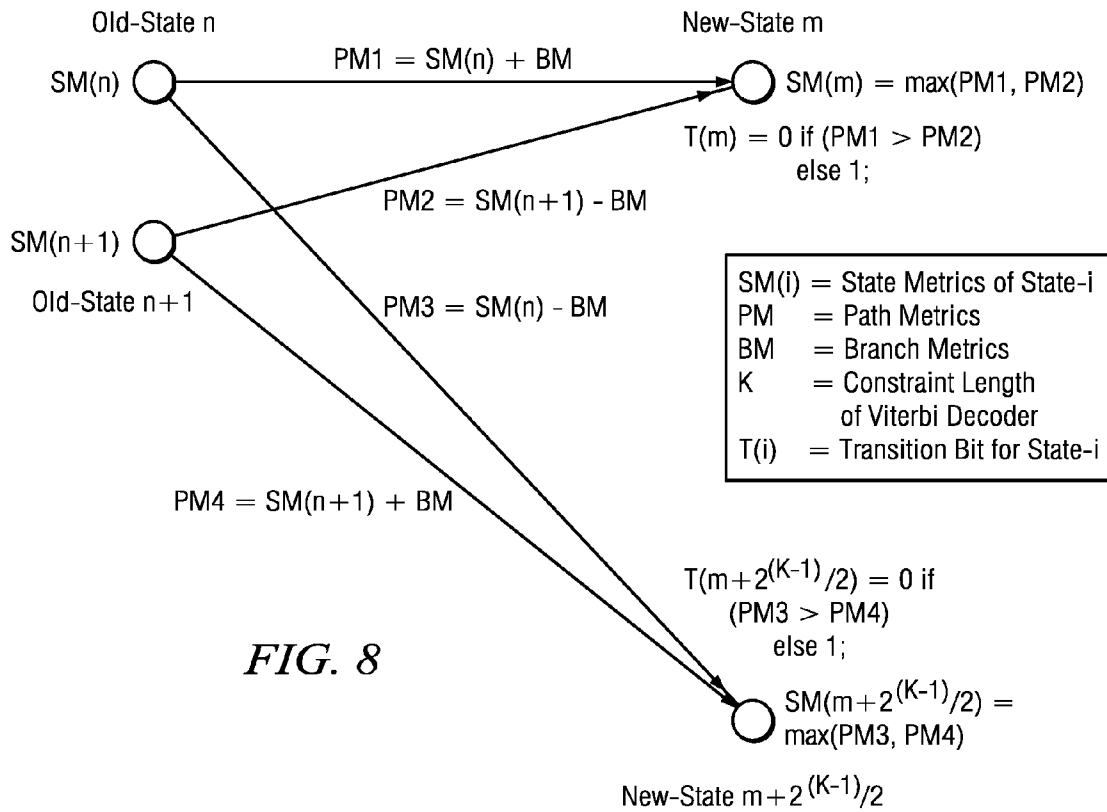 Old-State n
New-State m
SM(n)
PM1 = SM(n) + BM
SM(m) = max(PM1, PM2)
T(m) = 0 if (PM1 > PM2)
else 1;
PM2 = SM(n+1) - BM
SM(n+1)
Old-State n+1
PM3 = SM(n) - BM
SM(i) = State Metrics of State-i
PM = Path Metrics
BM = Branch Metrics
K = Constraint Length
of Viterbi Decoder
T(i) = Transition Bit for State-i
PM4 = SM(n+1) + BM
T(m+2^(K-1)/2) = 0 if
(PM3 > PM4)
else 1;
FIG. 8
SM(m+2^(K-1)/2) =
max(PM3, PM4)
New-State m+2^(K-1)/2